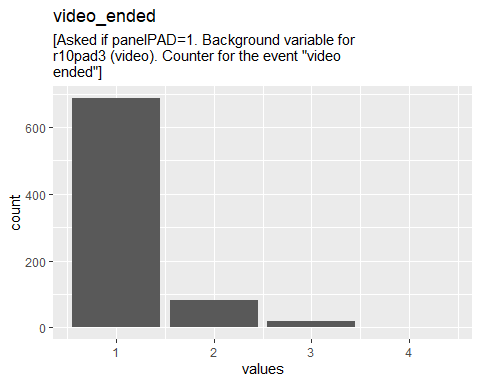 video_ended
[Asked if panelPAD=1. Background variable for
r10pad3 (video). Counter for the event "video
ended"]
600
400
200
0
count
1 2 3 4
values